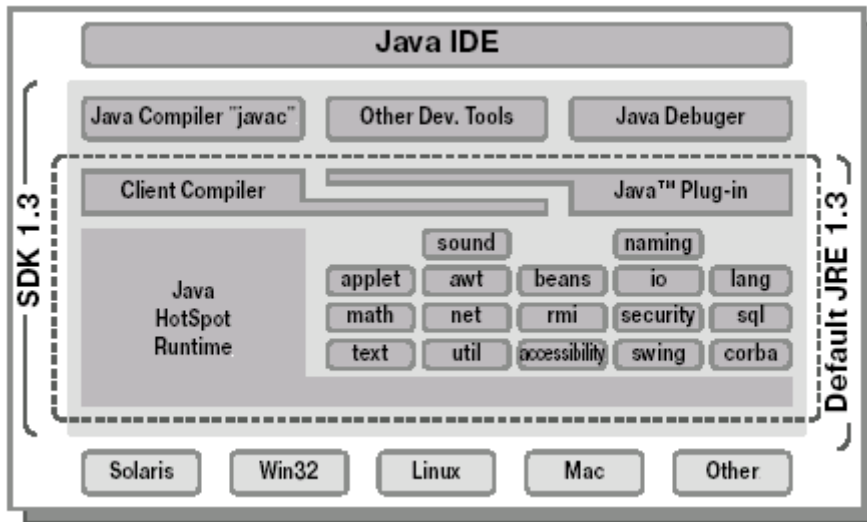 Java IDE
SDK 1.3
Java Compiler "javac"
Other Dev. Tools
Java Debuger
Client Compiler
Java™ Plug-in
Default JRE 1.3
Java
HotSpot
Runtime
sound
naming
applet
awt
beans
io
lang
math
net
rmi
security
sql
text
util
accessibility
swing
corba
Solaris
Win32
Linux
Mac
Other